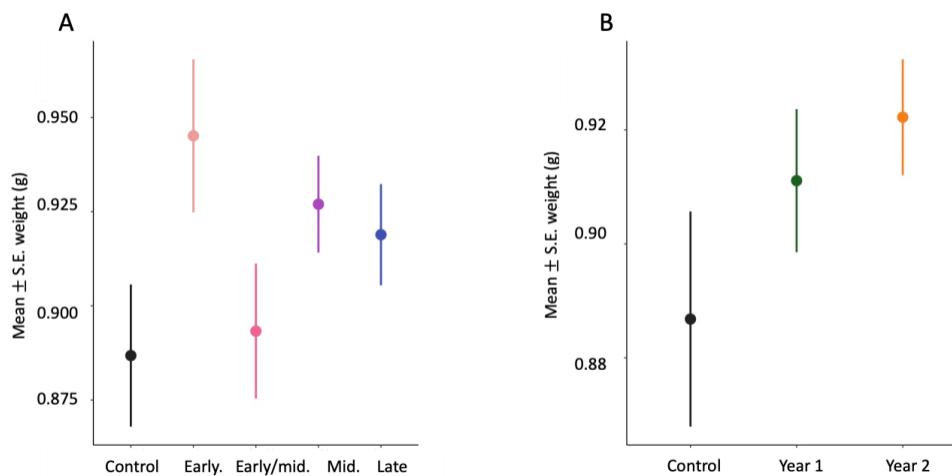 A
Mean ± S.E. weight (g)
0.950
0.925
0.900
0.875
Control Early. Early/mid. Mid. Late
B
Mean ± S.E. weight (g)
0.92
0.90
0.88
Control Year 1 Year 2